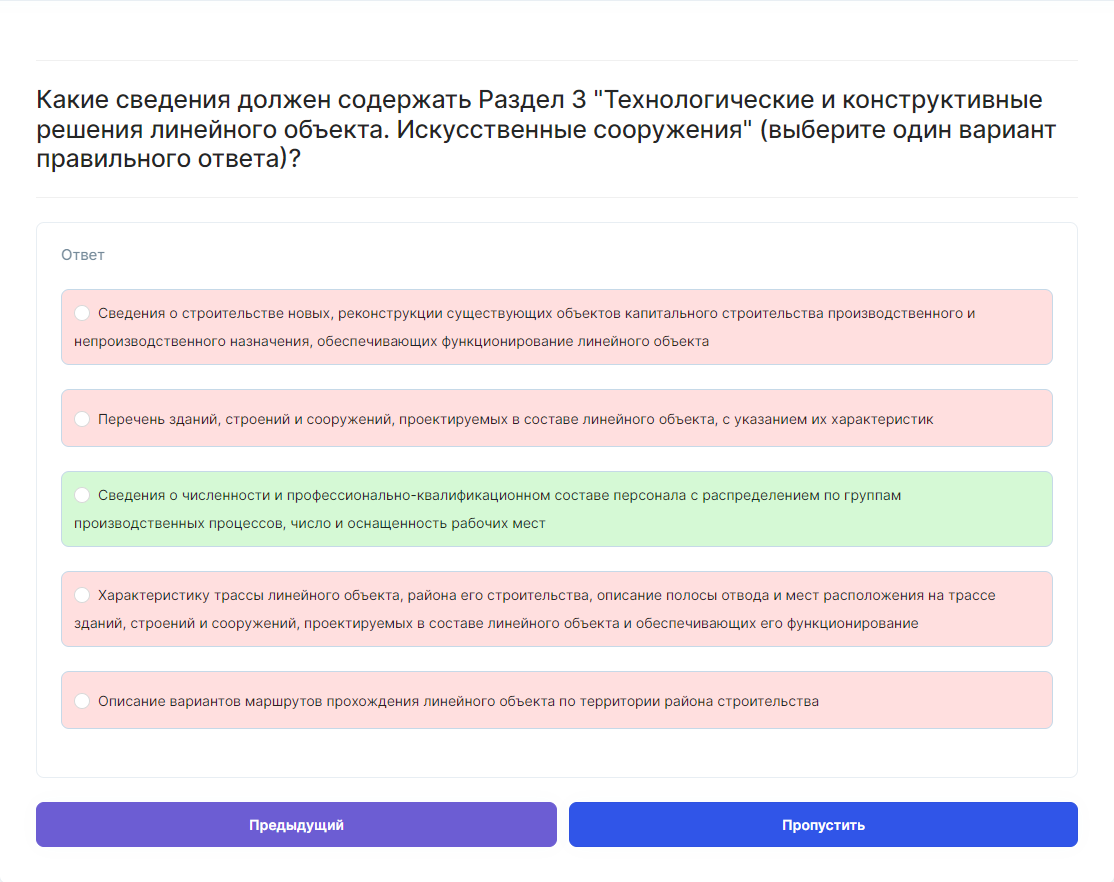 Какие сведения должен содержать Раздел 3 "Технологические и конструктивные
решения линейного объекта. Искусственные сооружения" (выберите один вариант
правильного ответа)?
Ответ
Сведения о строительстве новых, реконструкции существующих объектов капитального строительства производственного и
непроизводственного назначения, обеспечивающих функционирование линейного объекта
Перечень зданий, строений и сооружений, проектируемых в составе линейного объекта, с указанием их характеристик
Сведения о численности и профессионально-квалификационном составе персонала с распределением по группам
производственных процессов, число и оснащенность рабочих мест
Характеристику трассы линейного объекта, района его строительства, описание полосы отвода и мест расположения на трассе
зданий, строений и сооружений, проектируемых в составе линейного объекта и обеспечивающих его функционирование
Описание вариантов маршрутов прохождения линейного объекта по территории района строительства
Предыдущий
Пропустить